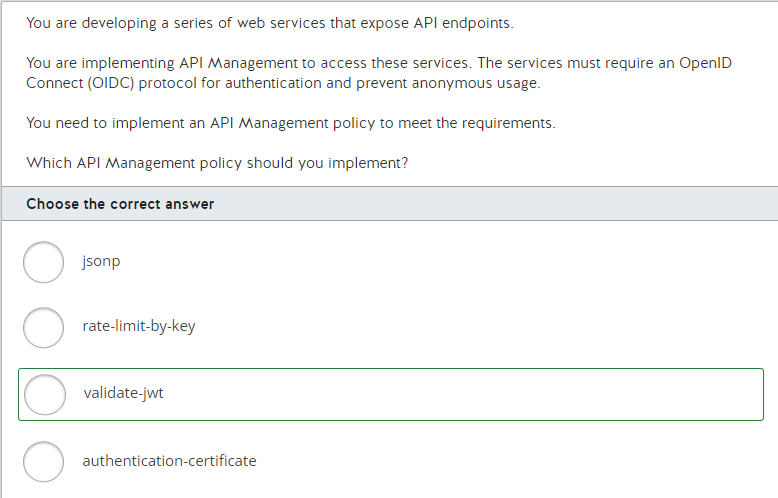 You are developing a series of web services that expose API endpoints.
You are implementing API Management to access these services. The services must require an OpenID
Connect (OIDC) protocol for authentication and prevent anonymous usage.
You need to implement an API Management policy to meet the requirements.
Which API Management policy should you implement?
Choose the correct answer
jsonp
rate-limit-by-key
validate-jwt
authentication-certificate